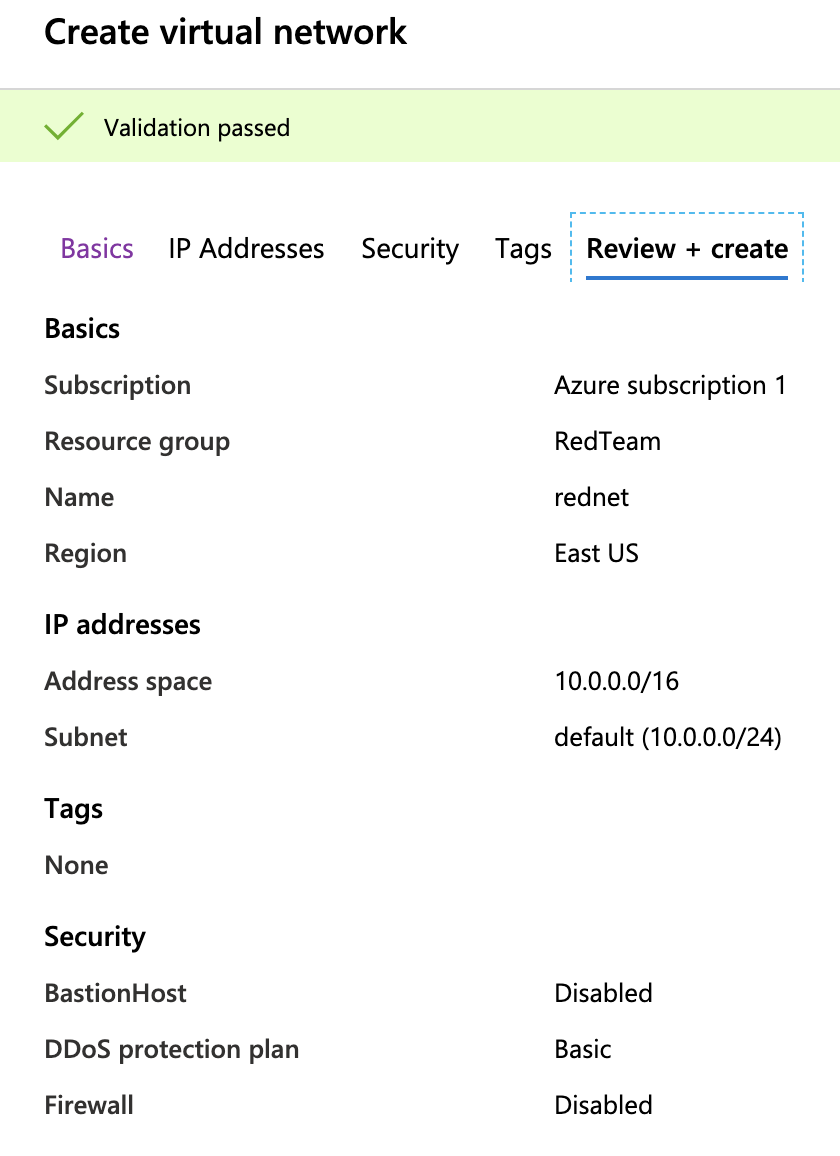 Create virtual network
Validation passed
Basics IP Addresses Security Tags Review + create
Basics
Subscription Azure subscription 1
Resource group RedTeam
Name rednet
Region East US
IP addresses
Address space 10.0.0.0/16
Subnet default (10.0.0.0/24)
Tags
None
Security
BastionHost Disabled
DDoS protection plan Basic
Firewall Disabled